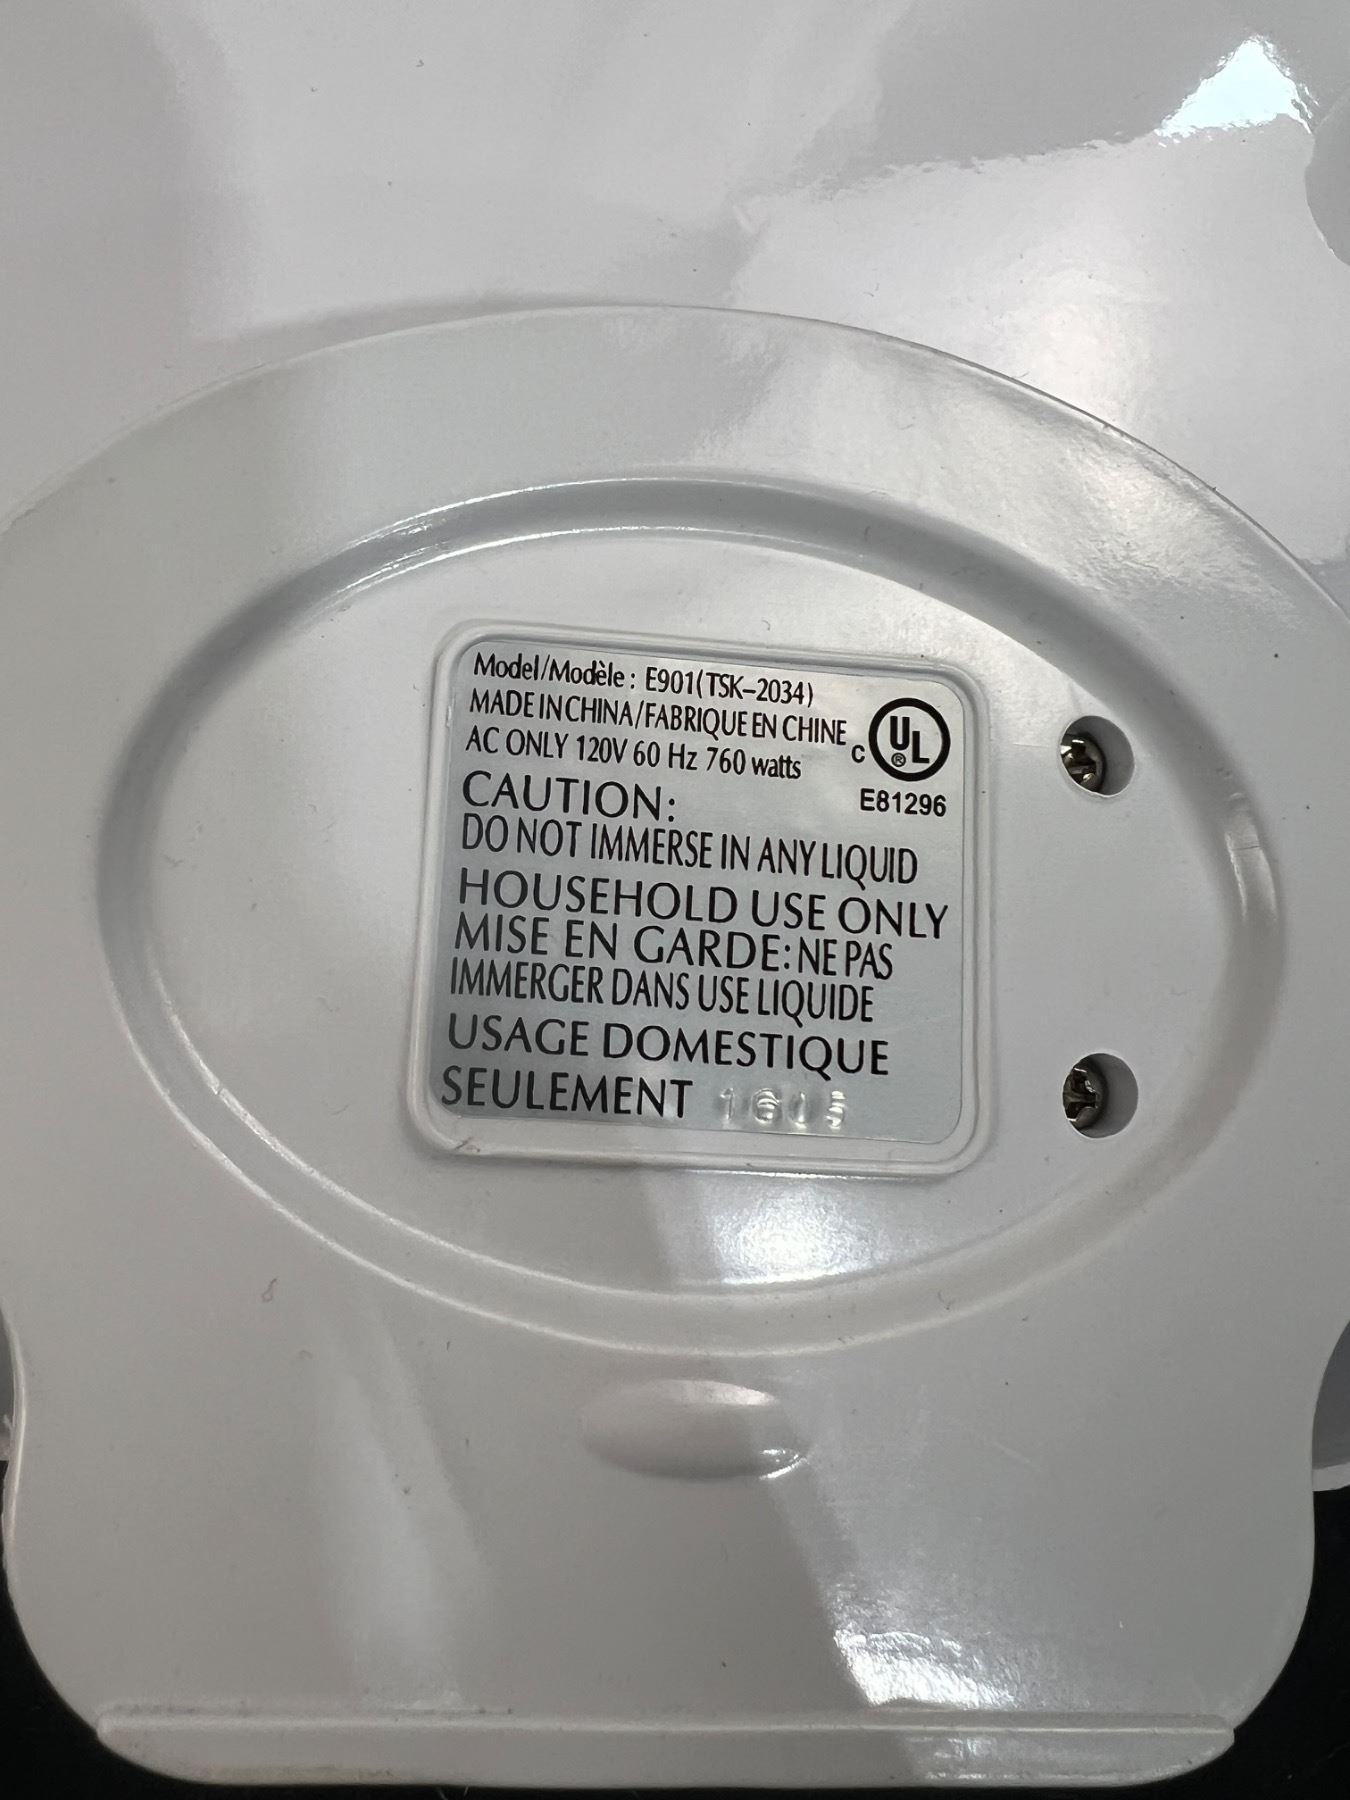 Model/Modèle: E901(TSK-2034)
MADE IN CHINA/FABRIQUE EN CHINE
AC ONLY 120V 60 Hz 760 watts
C UL ®
E81296
CAUTION:
DO NOT IMMERSE IN ANY LIQUID
HOUSEHOLD USE ONLY
MISE EN GARDE: NE PAS
IMMERGER DANS USE LIQUIDE
USAGE DOMESTIQUE
SEULEMENT 1615